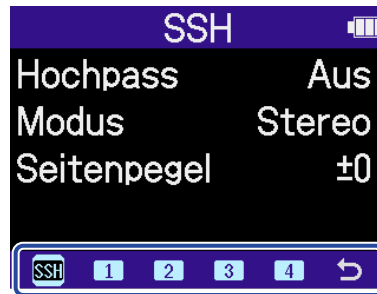 SSH
Hochpass Aus
Modus Stereo
Seitenpegel ±0
SSH 1 2 3 4